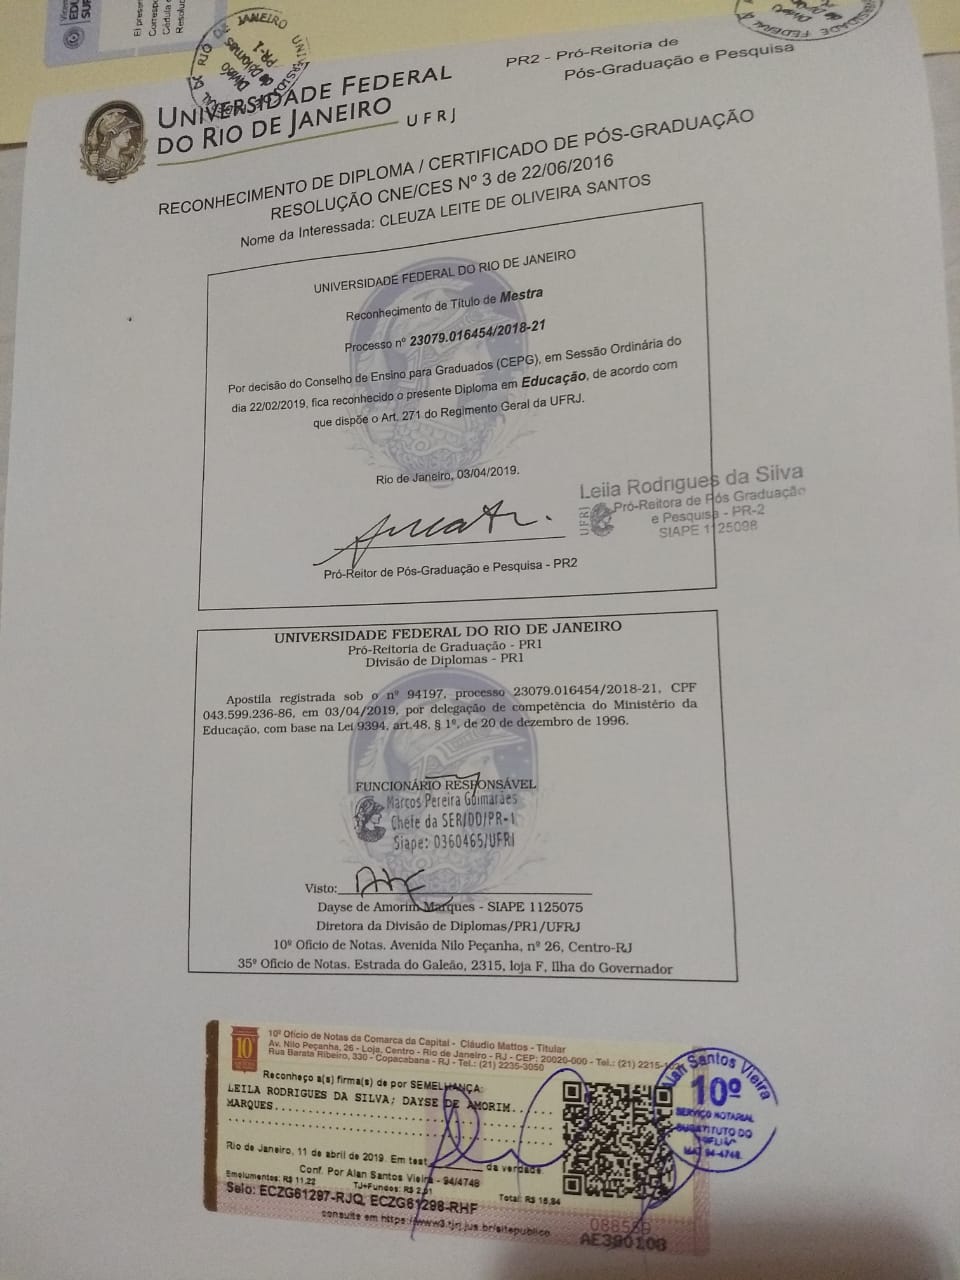 UNIVERSIDADE FEDERAL
DO RIO DE JANEIRO
UFRJ
PR2 - Pró-Reitoria de
Pós-Graduação e Pesquisa
RECONHECIMENTO DE DIPLOMA / CERTIFICADO DE PÓS-GRADUAÇÃO
RESOLUÇÃO CNE/CES Nº 3 de 22/06/2016
Nome da Interessada: CLEUZA LEITE DE OLIVEIRA SANTOS
UNIVERSIDADE FEDERAL DO RIO DE JANEIRO
Reconhecimento de Título de Mestra
Processo nº 23079.016454/2018-21
Por decisão do Conselho de Ensino para Graduados (CEPG), em Sessão Ordinária do
dia 22/02/2019, fica reconhecido o presente Diploma em Educação, de acordo com
que dispõe o Art. 271 do Regimento Geral da UFRJ.
Rio de Janeiro, 03/04/2019.
Leila Rodrigues da Silva
Pró-Reitora de Pós Graduação
e Pesquisa - PR-2
SIAPE 1125098
UFRJ
Pró-Reitor de Pós-Graduação e Pesquisa - PR2
UNIVERSIDADE FEDERAL DO RIO DE JANEIRO
Pró-Reitoria de Graduação - PR1
Divisão de Diplomas - PR1
Apostila registrada sob o nº 94197, processo 23079.016454/2018-21, CPF
043.599.236-86, em 03/04/2019, por delegação de competência do Ministério da
Educação, com base na Lei 9394, art.48, § 1º, de 20 de dezembro de 1996.
FUNCIONÁRIO RESPONSÁVEL
Marcos Pereira Guimarães
Chefe da SER/DD/PR-1
Siape: 0360465/UFRJ
Visto:
Dayse de Amorim Marques - SIAPE 1125075
Diretora da Divisão de Diplomas/PR1/UFRJ
10º Ofício de Notas. Avenida Nilo Peçanha, nº 26, Centro-RJ
35º Ofício de Notas. Estrada do Galeão, 2315, loja F, Ilha do Governador
10º Ofício de Notas da Comarca da Capital - Cláudio Mattos - Titular
Av. Nilo Peçanha, 26 - Loja, Centro - Rio de Janeiro - RJ - CEP: 20020-000 - Tel.: (21) 2215-
Rua Barata Ribeiro, 330 - Copacabana - RJ - Tel.: (21) 2235-3050
Reconheço a(s) firma(s) de por SEMELHANÇA:
LEILA RODRIGUES DA SILVA; DAYSE DE AMORIM
MARQUES
Rio de Janeiro, 11 de abril de 2019. Em test. da verdade.
Conf. Por Alan Santos Vieira - 94/4748
Emolumentos: R$ 11,22 TJ+Fundos: R$ Total: R$
Selo: ECZG61297-RJQ, ECZG61298-RHF
consulte em https://www3.tjrj.jus.br/sitepublico
AE390108
Santos Vieira
10º
SERVIÇO NOTARIAL
SUBSTITUTO DO